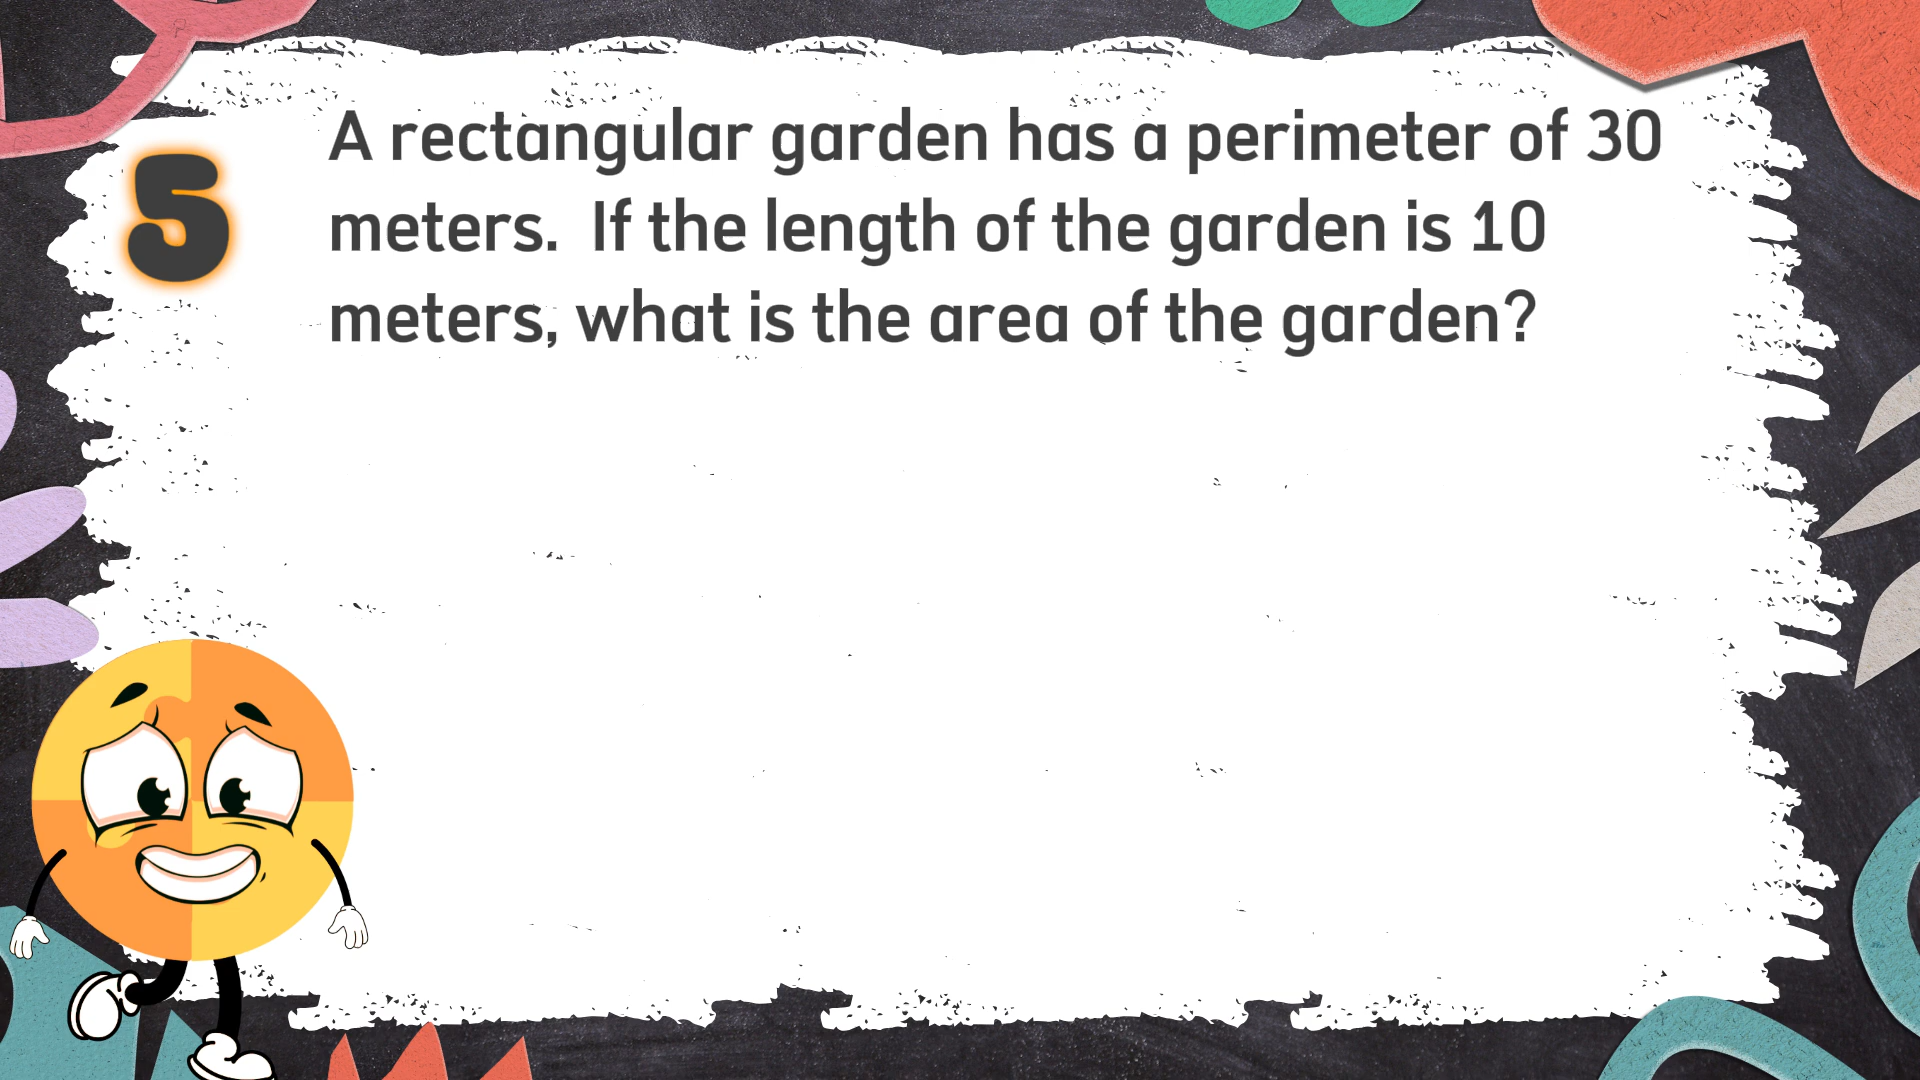 5
A rectangular garden has a perimeter of 30
meters.  If the length of the garden is 10
meters, what is the area of the garden?